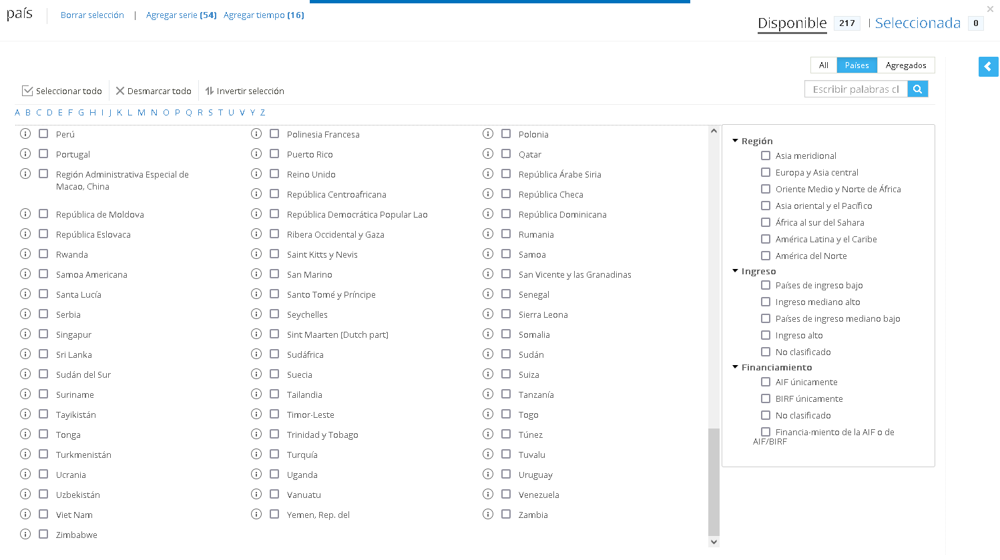 país
Borrar selección | Agregar serie (54) Agregar tiempo (16)
Disponible 217 | Seleccionada 0
All Países Agregados
Seleccionar todo Desmarcar todo Invertir selección
Escribir palabras cl
A B C D E F G H I J K L M N O P Q R S T U V Y Z
Perú Polinesia Francesa Polonia
Portugal Puerto Rico Qatar
Región Administrativa Especial de
Macao, China
Reino Unido República Árabe Siria
República Centroafricana República Checa
República de Moldova República Democrática Popular Lao República Dominicana
República Eslovaca Ribera Occidental y Gaza Rumania
Rwanda Saint Kitts y Nevis Samoa
Samoa Americana San Marino San Vicente y las Granadinas
Santa Lucía Santo Tomé y Príncipe Senegal
Serbia Seychelles Sierra Leona
Singapur Sint Maarten (Dutch part) Somalia
Sri Lanka Sudáfrica Sudán
Sudán del Sur Suecia Suiza
Suriname Tailandia Tanzanía
Tayikistán Timor-Leste Togo
Tonga Trinidad y Tobago Túnez
Turkmenistán Turquía Tuvalu
Ucrania Uganda Uruguay
Uzbekistán Vanuatu Venezuela
Viet Nam Yemen, Rep. del Zambia
Zimbabwe
Región
Asia meridional
Europa y Asia central
Oriente Medio y Norte de África
Asia oriental y el Pacífico
África al sur del Sahara
América Latina y el Caribe
América del Norte
Ingreso
Países de ingreso bajo
Ingreso mediano alto
Países de ingreso mediano bajo
Ingreso alto
No clasificado
Financiamiento
AIF únicamente
BIRF únicamente
No clasificado
Financia-miento de la AIF o de
AIF/BIRF